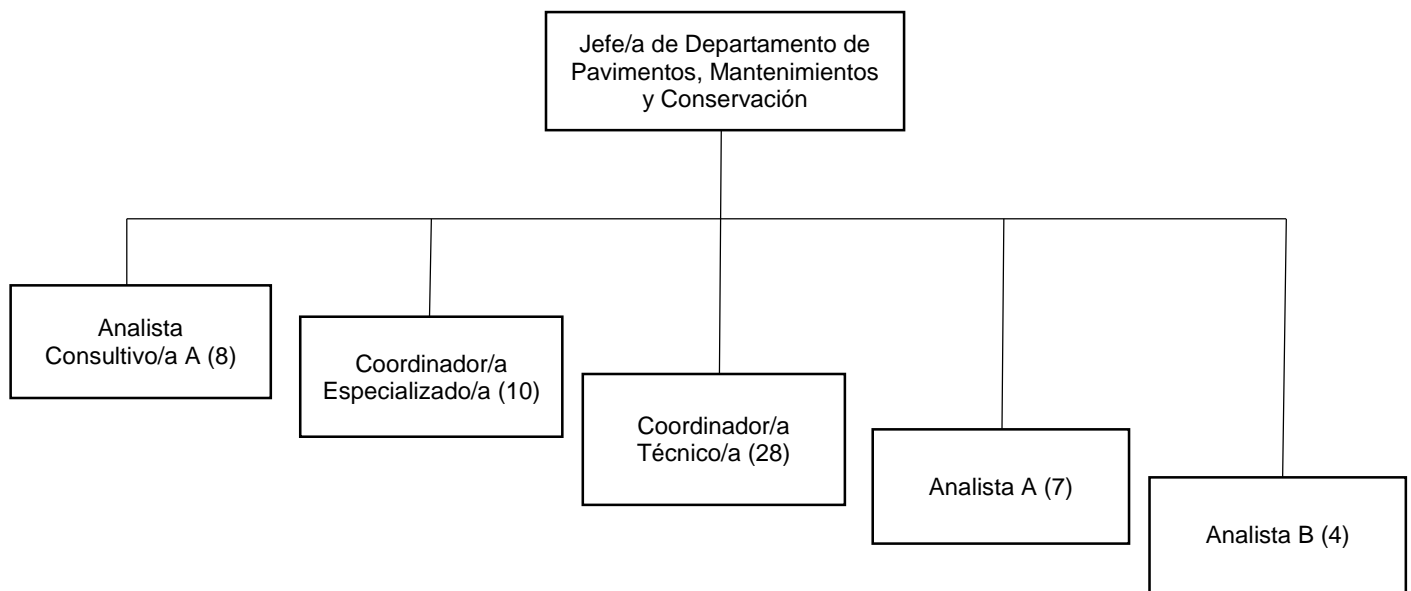 Jefe/a de Departamento de
Pavimentos, Mantenimientos
y Conservación
Analista
Consultivo/a A (8)
Coordinador/a
Especializado/a (10)
Coordinador/a
Técnico/a (28)
Analista A (7)
Analista B (4)